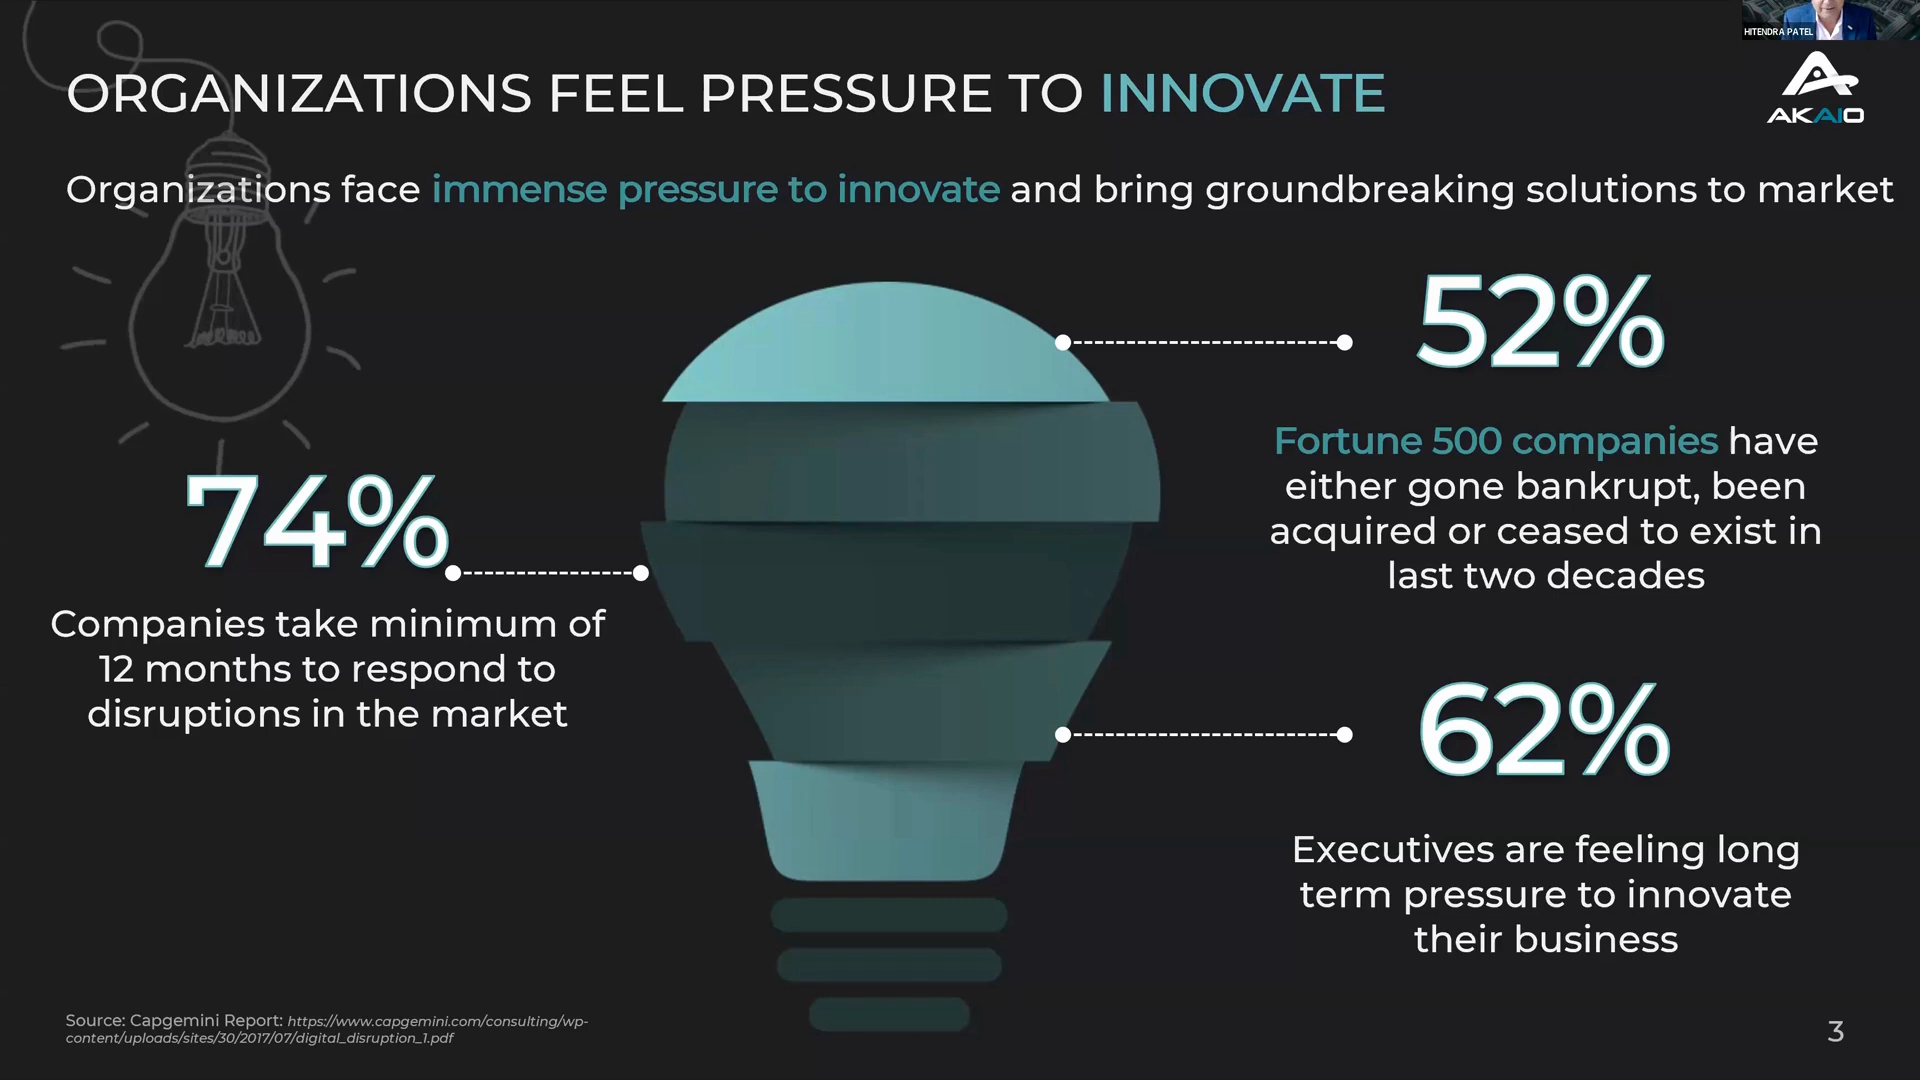 HITENDRA PATEL
ORGANIZATIONS FEEL PRESSURE TO INNOVATE
AKAIO
Organizations face immense pressure to innovate and bring groundbreaking solutions to market
52%
Fortune 500 companies have
either gone bankrupt, been
acquired or ceased to exist in
last two decades
74%
Companies take minimum of
12 months to respond to
disruptions in the market
62%
Executives are feeling long
term pressure to innovate
their business
Source: Capgemini Report: https://www.capgemini.com/consulting/wp-
content/uploads/sites/30/2017/07/digital_disruption_1.pdf
3